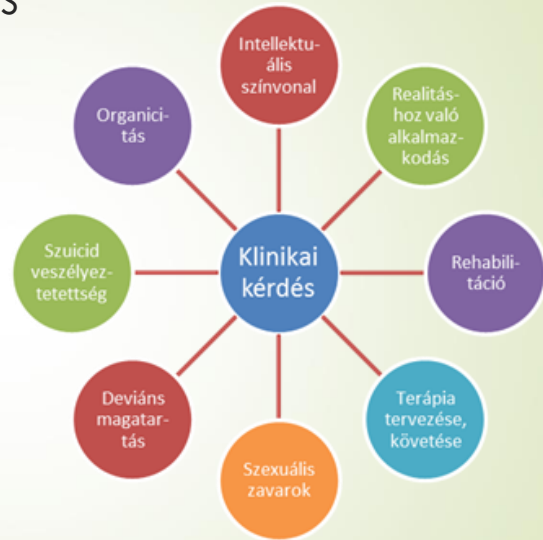 S
Intellektu-
ális
színvonal
Realitás-
hoz való
alkalmaz-
kodás
Rehabili-
táció
Terápia
tervezése,
követése
Szexuális
zavarok
Deviáns
magatar-
tás
Szuicid
veszélyez-
tetettség
Organici-
tás
Klinikai
kérdés